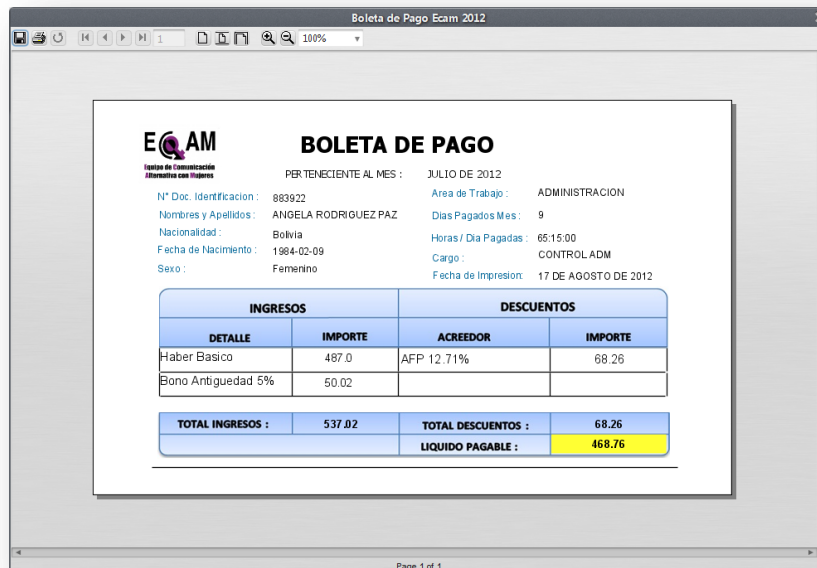 Boleta de Pago Ecam 2012
1
100%
EQAM
Equipo de Comunicación
Alternativa con Mujeres
BOLETA DE PAGO
PERTENECIENTE AL MES : JULIO DE 2012
N° Doc. Identificacion : 883922
Area de Trabajo : ADMINISTRACION
Nombres y Apellidos : ANGELA RODRIGUEZ PAZ
Dias Pagados Mes : 9
Nacionalidad : Bolivia
Horas / Dia Pagadas : 65:15:00
Fecha de Nacimiento : 1984-02-09
Cargo : CONTROL ADM
Sexo : Femenino
Fecha de Impresion: 17 DE AGOSTO DE 2012
INGRESOS DESCUENTOS
DETALLE IMPORTE ACREEDOR IMPORTE
Haber Basico 487.0 AFP 12.71% 68.26
Bono Antiguedad 5% 50.02
TOTAL INGRESOS : 537.02 TOTAL DESCUENTOS : 68.26
LIQUIDO PAGABLE : 468.76
Page 1 of 1